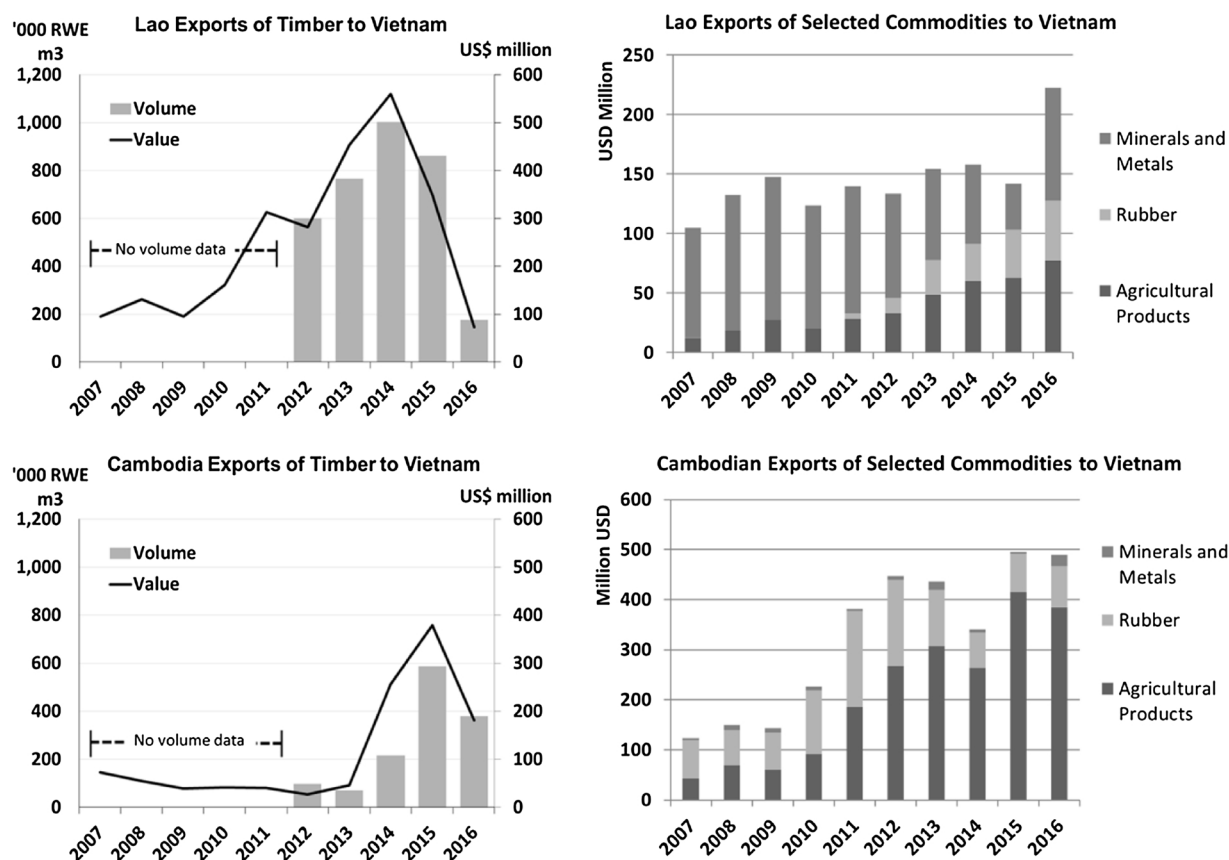 Lao Exports of Timber to Vietnam
'000 RWE
m3
US$ million
1,200
1,000
800
600
400
200
0
600
500
400
300
200
100
0
Volume
Value
No volume data
2007
2008
2009
2010
2011
2012
2013
2014
2015
2016
Lao Exports of Selected Commodities to Vietnam
USD Million
250
200
150
100
50
0
Minerals and
Metals
Rubber
Agricultural
Products
2007
2008
2009
2010
2011
2012
2013
2014
2015
2016
Cambodia Exports of Timber to Vietnam
'000 RWE
m3
US$ million
1,200
1,000
800
600
400
200
0
600
500
400
300
200
100
0
Volume
Value
No volume data
2007
2008
2009
2010
2011
2012
2013
2014
2015
2016
Cambodian Exports of Selected Commodities to Vietnam
Million USD
600
500
400
300
200
100
0
Minerals and
Metals
Rubber
Agricultural
Products
2007
2008
2009
2010
2011
2012
2013
2014
2015
2016